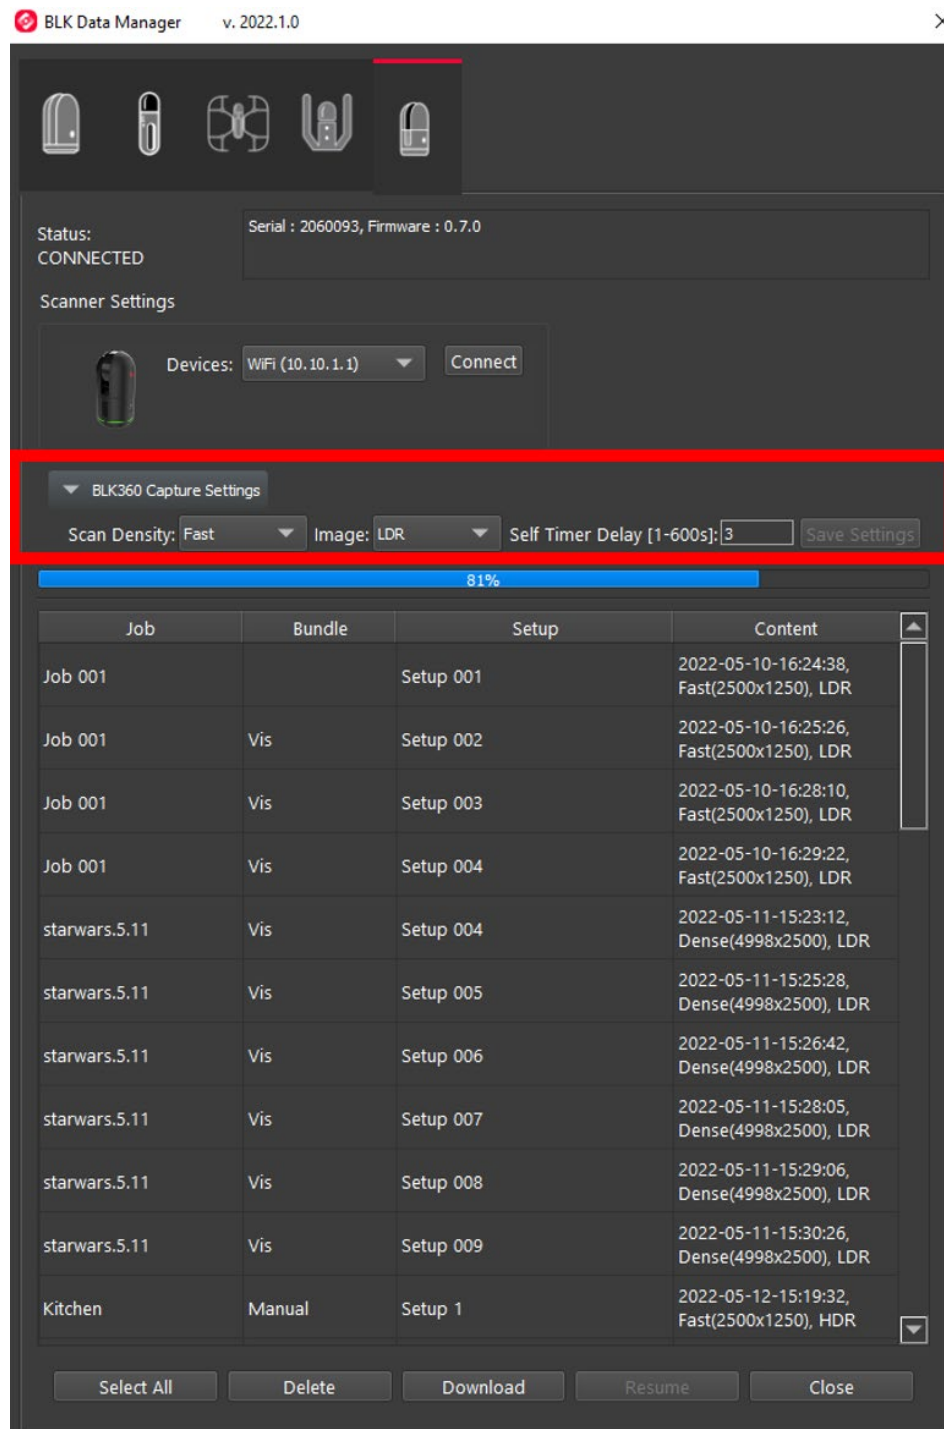 BLK Data Manager v. 2022.1.0
Status:
CONNECTED
Serial : 2060093, Firmware : 0.7.0
Scanner Settings
Devices: WiFi (10.10.1.1) Connect
BLK360 Capture Settings
Scan Density: Fast Image: LDR Self Timer Delay [1-600s]: 3 Save Settings
81%
Job Bundle Setup Content
Job 001 Setup 001 2022-05-10-16:24:38,
Fast(2500x1250), LDR
Job 001 Vis Setup 002 2022-05-10-16:25:26,
Fast(2500x1250), LDR
Job 001 Vis Setup 003 2022-05-10-16:28:10,
Fast(2500x1250), LDR
Job 001 Vis Setup 004 2022-05-10-16:29:22,
Fast(2500x1250), LDR
starwars.5.11 Vis Setup 004 2022-05-11-15:23:12,
Dense(4998x2500), LDR
starwars.5.11 Vis Setup 005 2022-05-11-15:25:28,
Dense(4998x2500), LDR
starwars.5.11 Vis Setup 006 2022-05-11-15:26:42,
Dense(4998x2500), LDR
starwars.5.11 Vis Setup 007 2022-05-11-15:28:05,
Dense(4998x2500), LDR
starwars.5.11 Vis Setup 008 2022-05-11-15:29:06,
Dense(4998x2500), LDR
starwars.5.11 Vis Setup 009 2022-05-11-15:30:26,
Dense(4998x2500), LDR
Kitchen Manual Setup 1 2022-05-12-15:19:32,
Fast(2500x1250), HDR
Select All Delete Download Resume Close